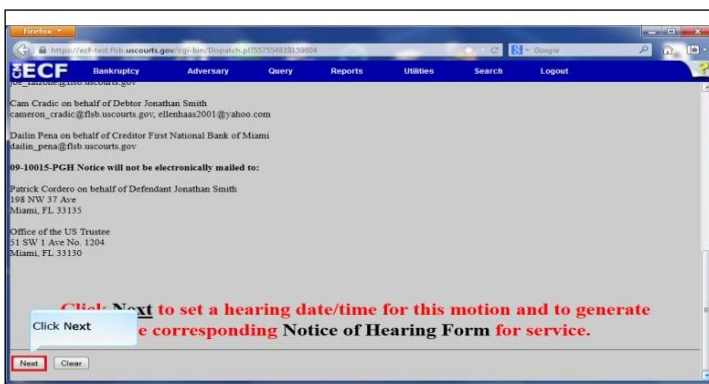 Firefox
https://ecf-test.flsb.uscourts.gov/cgi-bin/Dispatch.pl?557554819159804
Google
ECF Bankruptcy Adversary Query Reports Utilities Search Logout ?
joe_falzone@flsb.uscourts.gov
Cam Cradic on behalf of Debtor Jonathan Smith
cameron_cradic@flsb.uscourts.gov, ellenhaas2001@yahoo.com
Dailin Pena on behalf of Creditor First National Bank of Miami
dailin_pena@flsb.uscourts.gov
09-10015-PGH Notice will not be electronically mailed to:
Patrick Cordero on behalf of Defendant Jonathan Smith
198 NW 37 Ave
Miami, FL 33135
Office of the US Trustee
51 SW 1 Ave No. 1204
Miami, FL 33130
Click Next to set a hearing date/time for this motion and to generate
corresponding Notice of Hearing Form for service.
Click Next
Next Clear